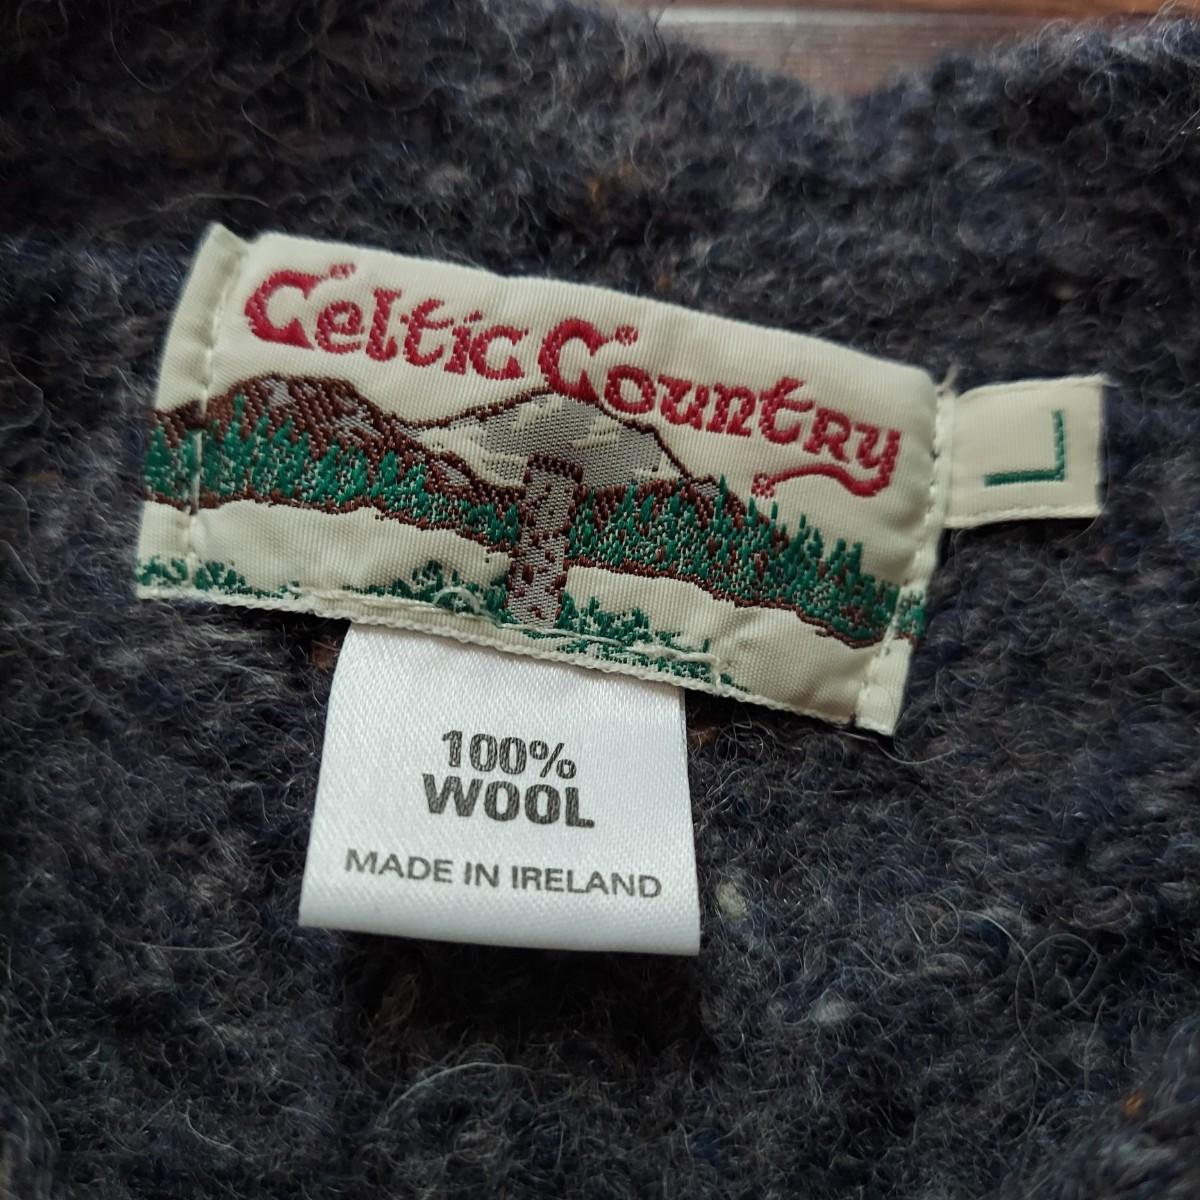 Celtic Country
L
100%
WOOL
MADE IN IRELAND